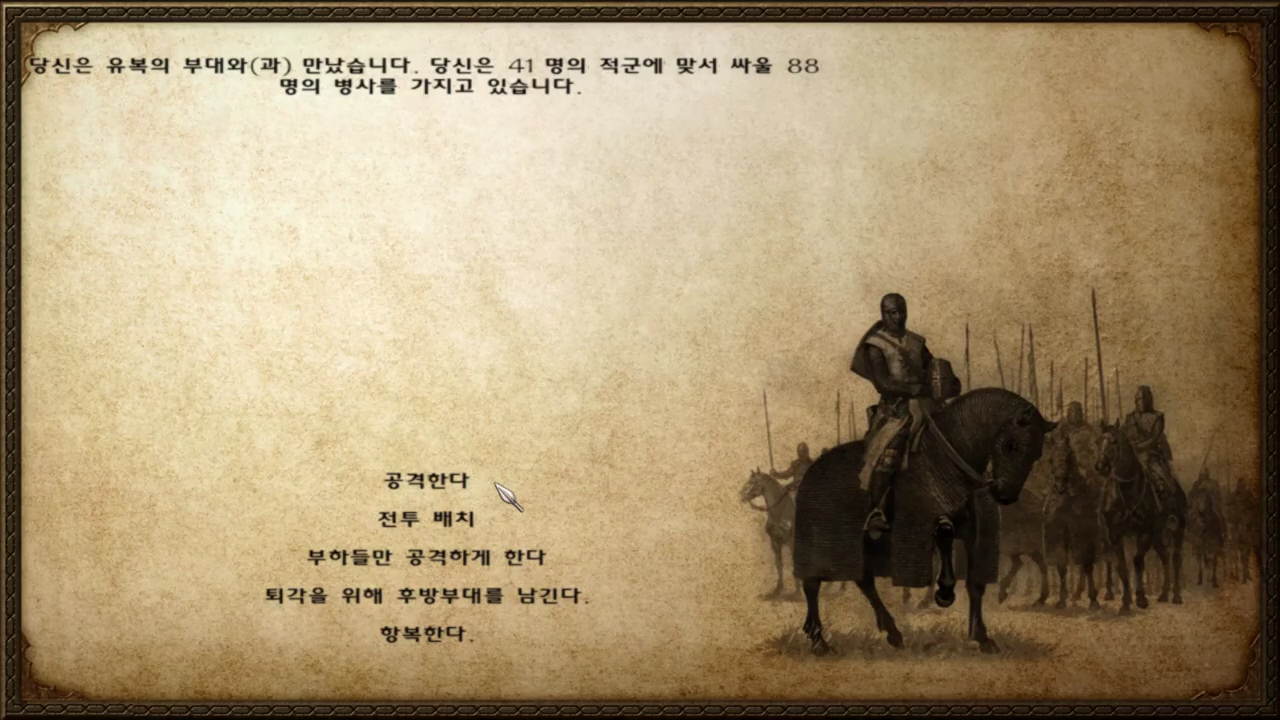 당신은 유복의 부대와(과) 만났습니다. 당신은 41 명의 적군에 맞서 싸울 88
명의 병사를 가지고 있습니다.
공격한다
전투 배치
부하들만 공격하게 한다
퇴각을 위해 후방부대를 남긴다.
항복한다.